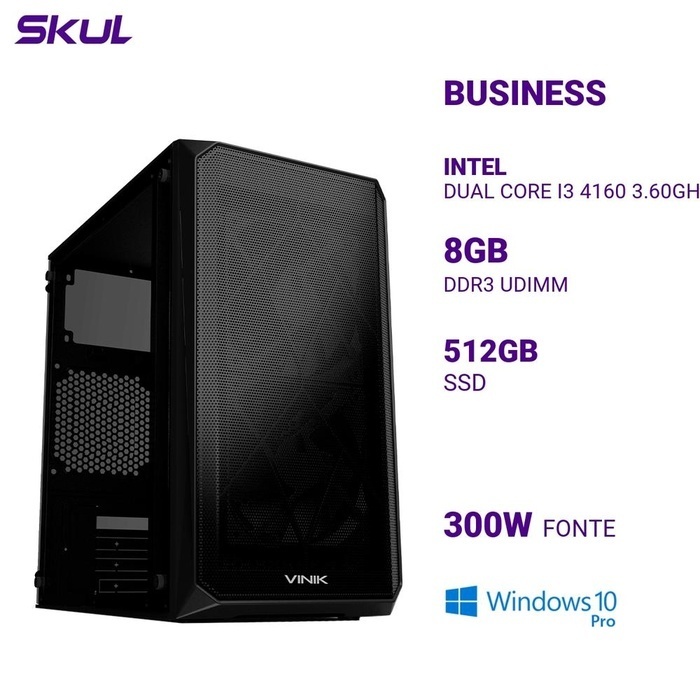 SKUL
BUSINESS
INTEL
DUAL CORE I3 4160 3.60GH
8GB
DDR3 UDIMM
512GB
SSD
300W FONTE
Windows 10
Pro
VINIK